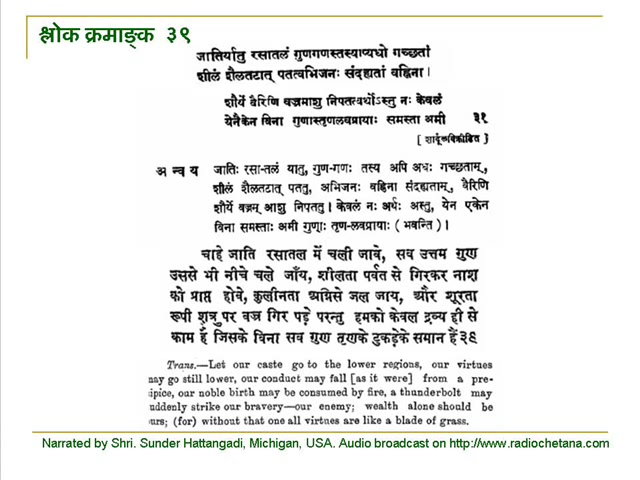 श्लोक क्रमाङ्क ३९
जातिर्यातु रसातलं गुणगणस्तस्याप्यधो गच्छतां
शीलं शैलतटात् पतत्वभिजनः संदह्यतां वह्निना।
शौर्ये वैरिणि वज्रमाशु निपतत्वर्थोऽस्तु नः केवलं
येनैकेन विना गुणास्तृणलवप्रायाः समस्ता अमी ३९
[ शार्दूलविक्रीडित ]
अन्वय जातिः रसा-तलं यातु, गुण-गणः तस्य अपि अधः गच्छताम्,
शीलं शैलतटात् पततु, अभिजनः वह्निना संदह्यताम्, वैरिणि
शौर्ये वज्रम् आशु निपततु। केवलं नः अर्थः अस्तु, येन एकेन
विना समस्ताः अमी गुणाः तृण-लवप्रायाः ( भवन्ति )।
चाहे जाति रसातल में चली जावे, सब उत्तम गुण
उससे भी नीचे चले जाँय, शीलता पर्वत से गिरकर नाश
को प्राप्त होवे, कुलीनता अग्निसे जल जाय, और शूरता
रूपी शत्रु पर वज्र गिर पड़े परन्तु हमको केवल द्रव्य ही से
काम है जिसके बिना सब गुण तृणके टुकड़ेके समान हैं ३९
Trans.—Let our caste go to the lower regions, our virtues
may go still lower, our conduct may fall [as it were] from a pre-
ipice, our noble birth may be consumed by fire, a thunderbolt may
uddenly strike our bravery—our enemy; wealth alone should be
urs; (for) without that one all virtues are like a blade of grass.
Narrated by Shri. Sunder Hattangadi, Michigan, USA. Audio broadcast on http://www.radiochetana.com